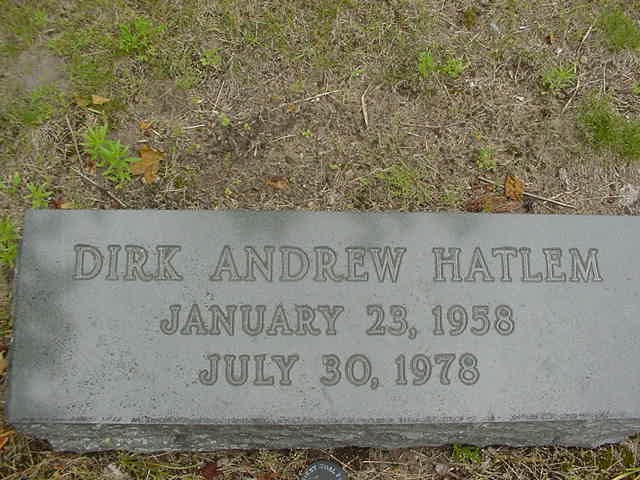 DIRK ANDREW HATLEM
JANUARY 23, 1958
JULY 30, 1978